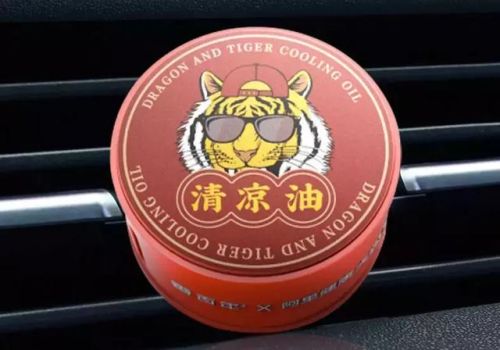 DRAGON AND TIGER COOLING OIL
清凉油
DRAGON AND TIGER COOLING OIL
×